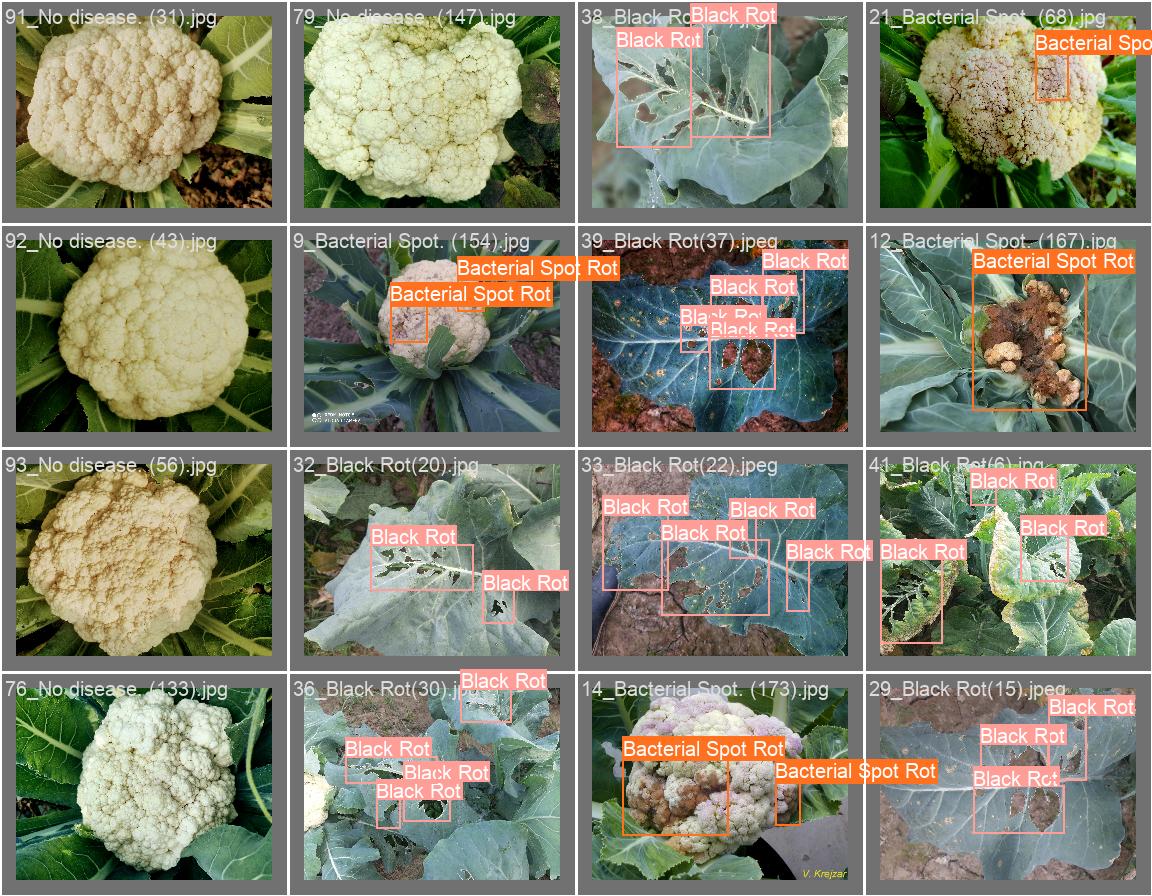 91_No disease. (31).jpg
79_No disease. (147).jpg
Black Rot
Black Rot
21_Bacterial Spot. (68).jpg
Bacterial Spo
92_No disease. (43).jpg
9_Bacterial Spot. (154).jpg
Bacterial Spot Rot
Bacterial Spot Rot
39_Black Rot(37).jpeg
Black Rot
Black Rot
Black Rot
Black Rot
12_Bacterial Spot. (167).jpg
Bacterial Spot Rot
93_No disease. (56).jpg
32_Black Rot(20).jpg
Black Rot
Black Rot
33_Black Rot(22).jpeg
Black Rot
Black Rot
Black Rot
Black Rot
41_Black Rot(6).jpg
Black Rot
Black Rot
Black Rot
76_No disease. (133).jpg
36_Black Rot(30).j
Black Rot
Black Rot
Black Rot
Black Rot
14_Bacterial Spot. (173).jpg
Bacterial Spot Rot
Bacterial Spot Rot
V. Krejzar
29_Black Rot(15).jpeg
Black Rot
Black Rot
Black Rot